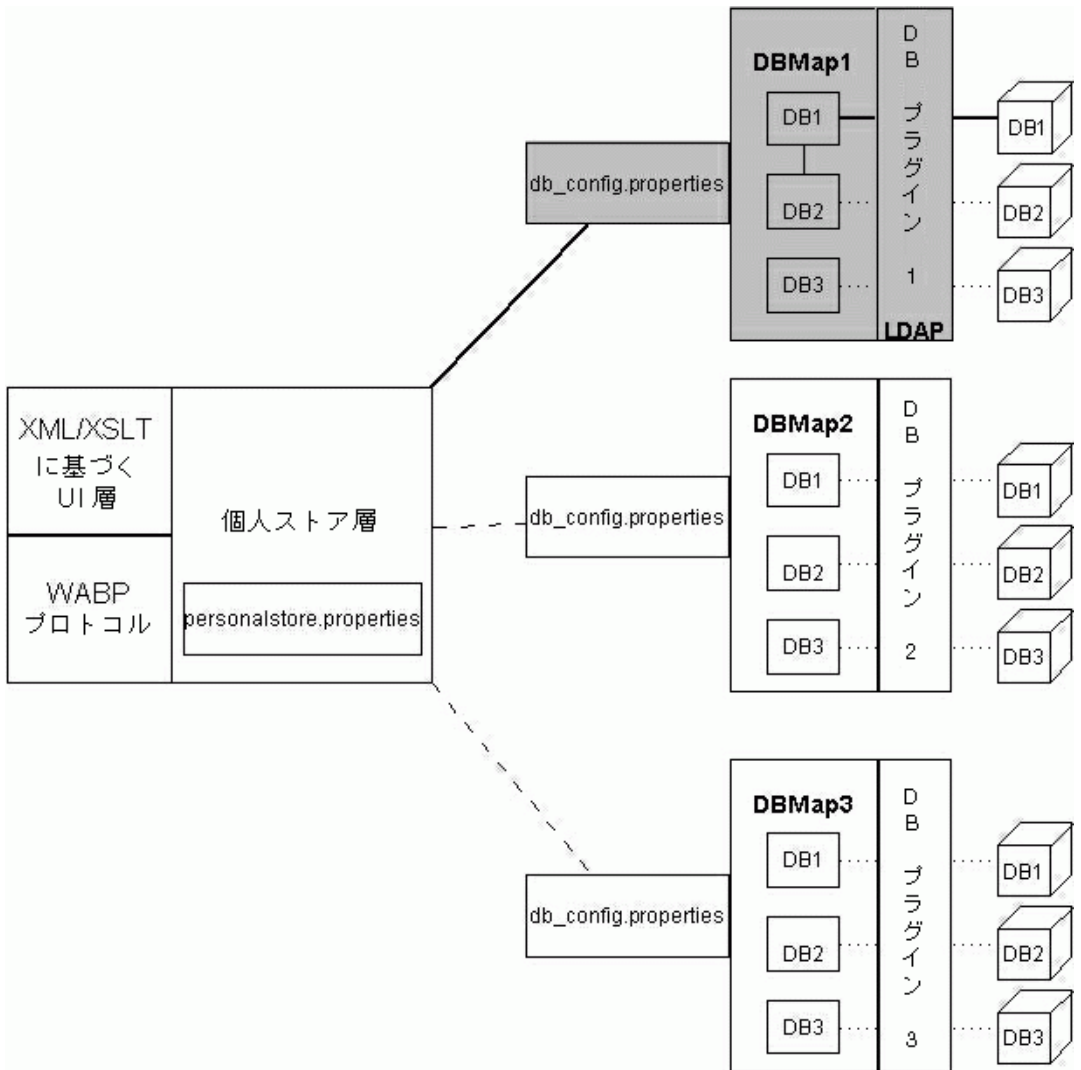 XML/XSLT
に基づく
UI 層
WABP
プロトコル
個人ストア層
personalstore.properties
db_config.properties
DBMap1
DB1
DB2
DB3
DB プラグイン 1
LDAP
DB1
DB2
DB3
db_config.properties
DBMap2
DB1
DB2
DB3
DB プラグイン 2
DB1
DB2
DB3
db_config.properties
DBMap3
DB1
DB2
DB3
DB プラグイン 3
DB1
DB2
DB3